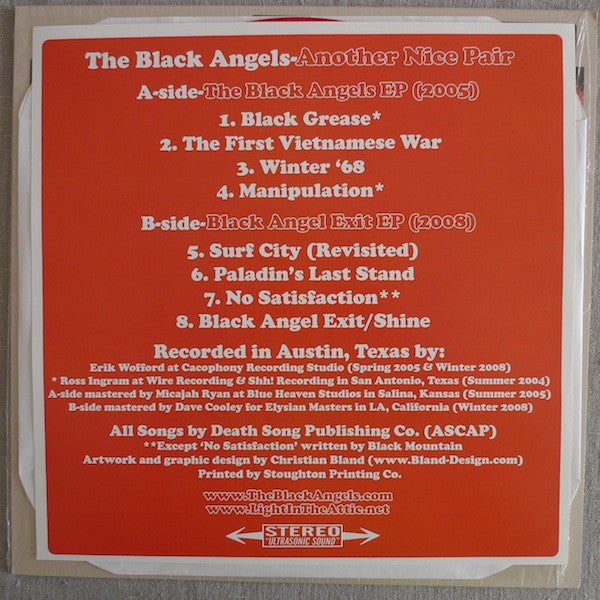 The Black Angels-Another Nice Pair
A-side-The Black Angels EP (2005)
1. Black Grease*
2. The First Vietnamese War
3. Winter ‘68
4. Manipulation*
B-side-Black Angel Exit EP (2008)
5. Surf City (Revisited)
6. Paladin's Last Stand
7. No Satisfaction**
8. Black Angel Exit/Shine
Recorded in Austin, Texas by:
Erik Wofford at Cacophony Recording Studio (Spring 2005 & Winter 2008)
* Ross Ingram at Wire Recording & Shh! Recording in San Antonio, Texas (Summer 2004)
A-side mastered by Micajah Ryan at Blue Heaven Studios in Salina, Kansas (Summer 2005)
B-side mastered by Dave Cooley for Elysian Masters in LA, California (Winter 2008)
All Songs by Death Song Publishing Co. (ASCAP)
**Except ‘No Satisfaction’ written by Black Mountain
Artwork and graphic design by Christian Bland (www.Bland-Design.com)
Printed by Stoughton Printing Co.
www.TheBlackAngels.com
www.LightInTheAttic.net
STEREO
"ULTRASONIC SOUND"